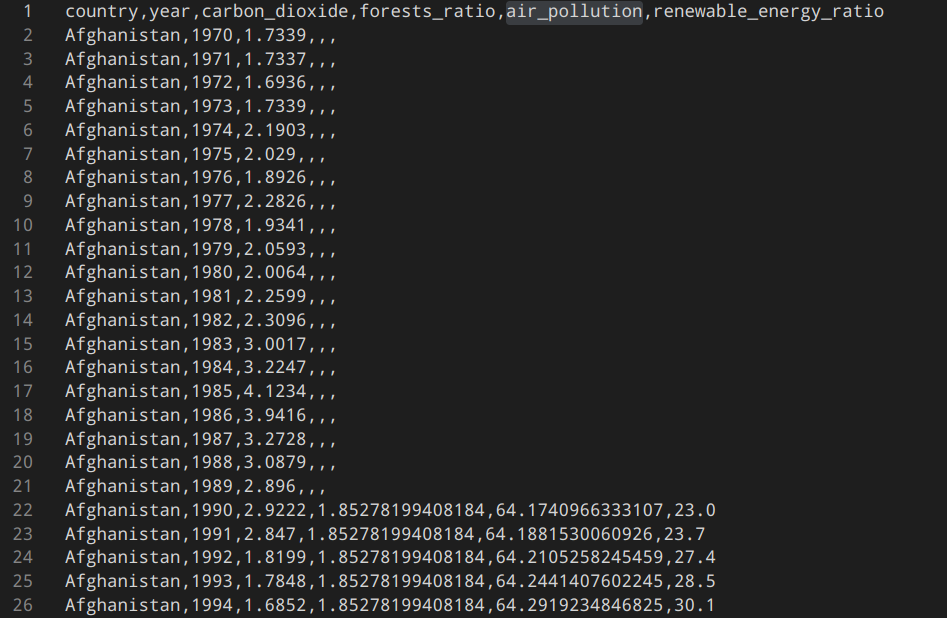 1 country,year,carbon_dioxide,forests_ratio,air_pollution,renewable_energy_ratio
2 Afghanistan,1970,1.7339,,,
3 Afghanistan,1971,1.7337,,,
4 Afghanistan,1972,1.6936,,,
5 Afghanistan,1973,1.7339,,,
6 Afghanistan,1974,2.1903,,,
7 Afghanistan,1975,2.029,,,
8 Afghanistan,1976,1.8926,,,
9 Afghanistan,1977,2.2826,,,
10 Afghanistan,1978,1.9341,,,
11 Afghanistan,1979,2.0593,,,
12 Afghanistan,1980,2.0064,,,
13 Afghanistan,1981,2.2599,,,
14 Afghanistan,1982,2.3096,,,
15 Afghanistan,1983,3.0017,,,
16 Afghanistan,1984,3.2247,,,
17 Afghanistan,1985,4.1234,,,
18 Afghanistan,1986,3.9416,,,
19 Afghanistan,1987,3.2728,,,
20 Afghanistan,1988,3.0879,,,
21 Afghanistan,1989,2.896,,,
22 Afghanistan,1990,2.9222,1.85278199408184,64.1740966333107,23.0
23 Afghanistan,1991,2.847,1.85278199408184,64.1881530060926,23.7
24 Afghanistan,1992,1.8199,1.85278199408184,64.2105258245459,27.4
25 Afghanistan,1993,1.7848,1.85278199408184,64.2441407602245,28.5
26 Afghanistan,1994,1.6852,1.85278199408184,64.2919234846825,30.1